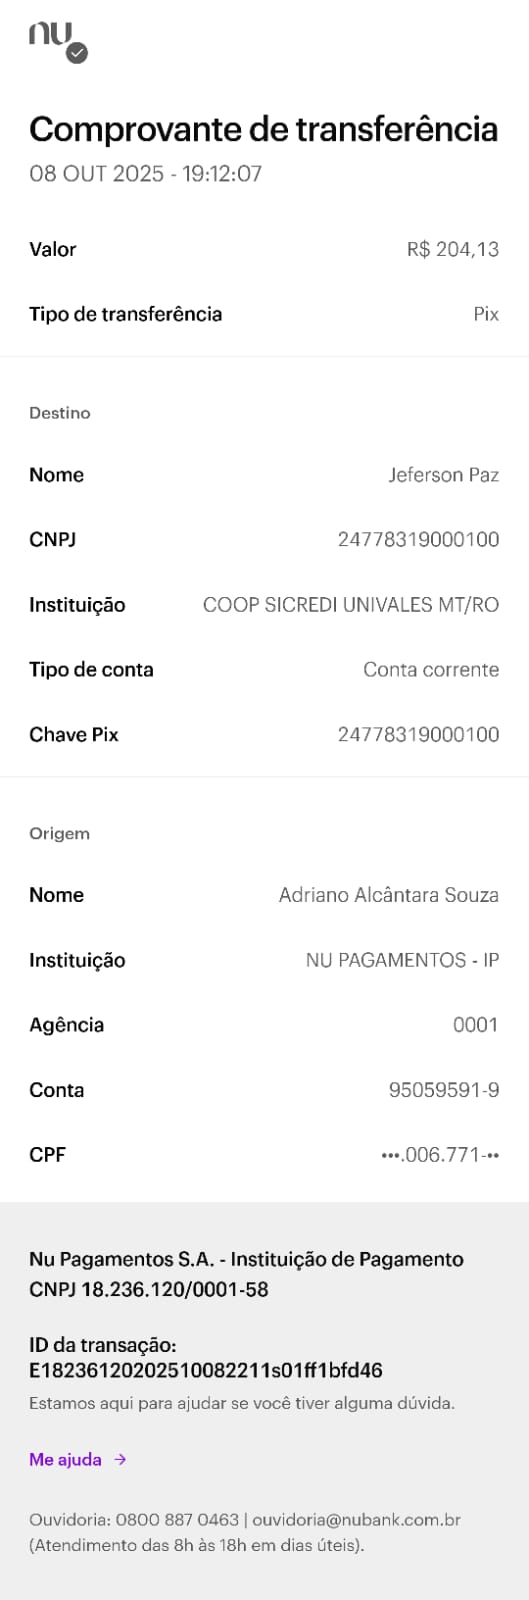 nu
Comprovante de transferência
08 OUT 2025 - 19:12:07
Valor R$ 204,13
Tipo de transferência Pix
Destino
Nome Jeferson Paz
CNPJ 24778319000100
Instituição COOP SICREDI UNIVALES MT/RO
Tipo de conta Conta corrente
Chave Pix 24778319000100
Origem
Nome Adriano Alcântara Souza
Instituição NU PAGAMENTOS - IP
Agência 0001
Conta 95059591-9
CPF •••.006.771-••
Nu Pagamentos S.A. - Instituição de Pagamento
CNPJ 18.236.120/0001-58
ID da transação:
E18236120202510082211s01ff1bfd46
Estamos aqui para ajudar se você tiver alguma dúvida.
Me ajuda →
Ouvidoria: 0800 887 0463 | ouvidoria@nubank.com.br
(Atendimento das 8h às 18h em dias úteis).